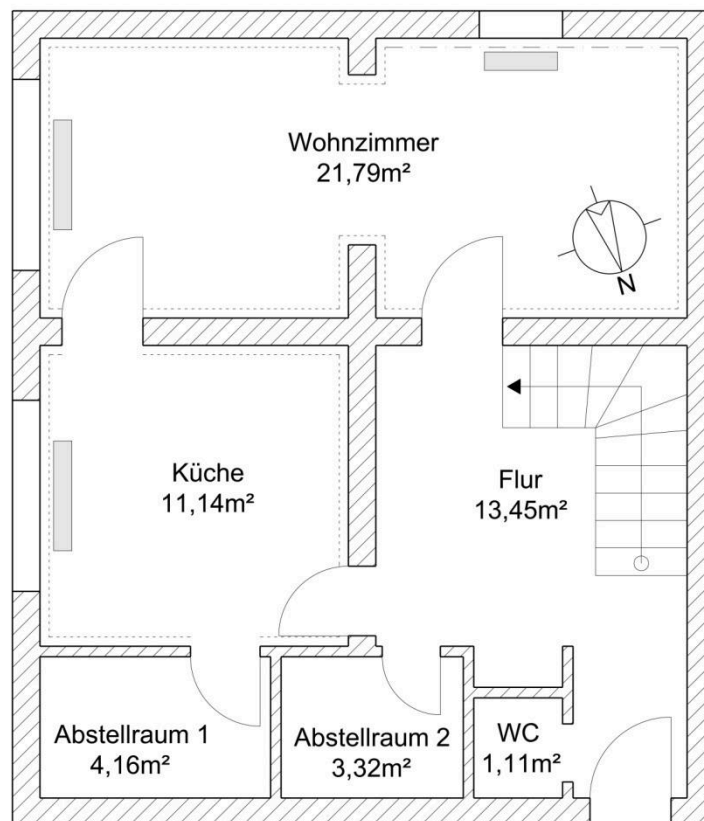 Wohnzimmer
21,79m²
N
Küche
11,14m²
Flur
13,45m²
Abstellraum 1
4,16m²
Abstellraum 2
3,32m²
WC
1,11m²